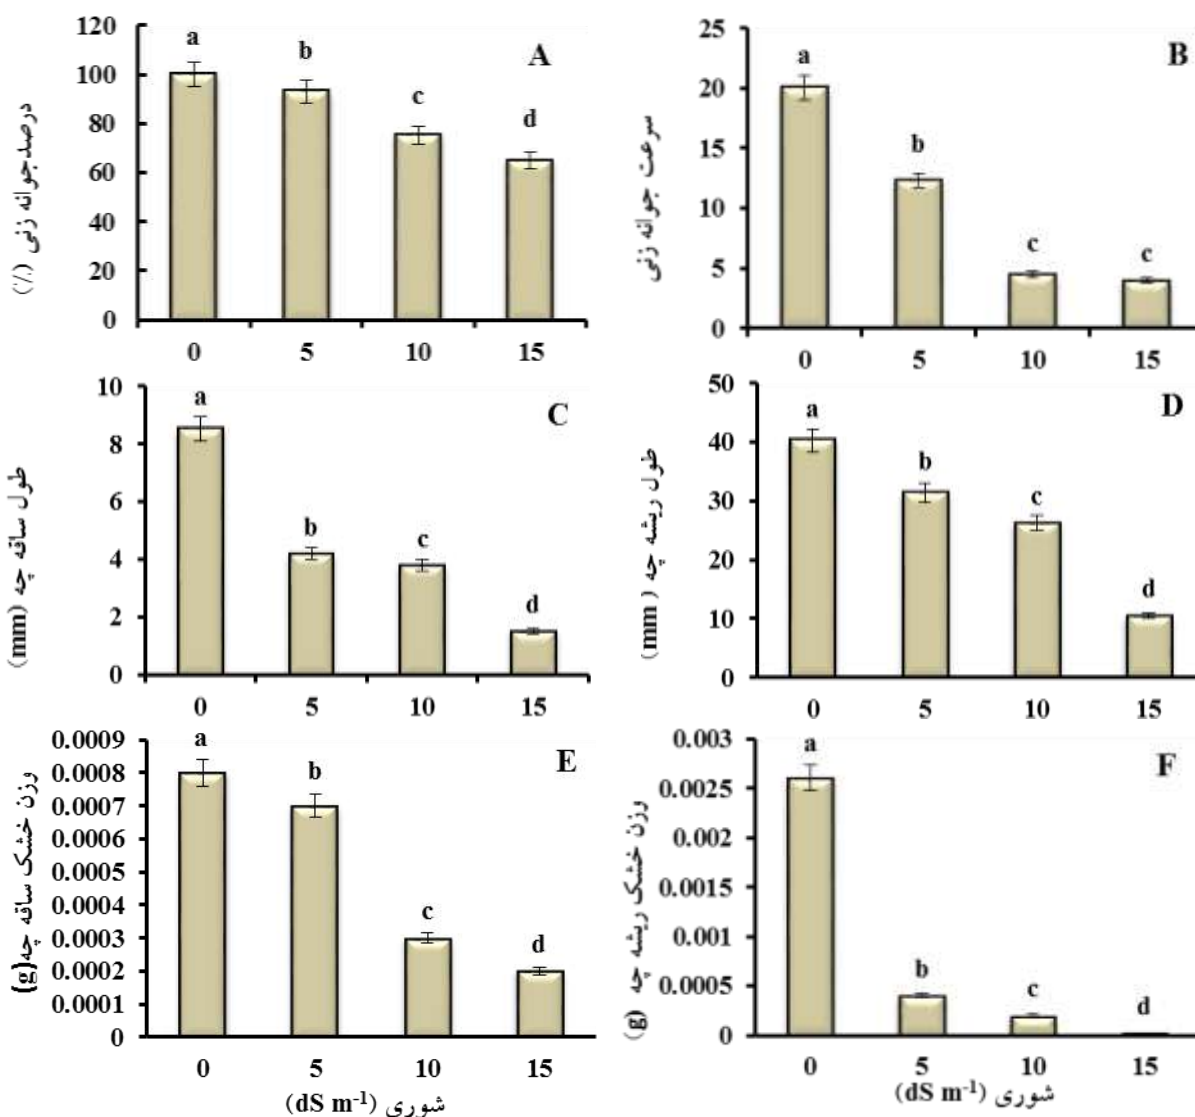 درصدجوانه زنی (٪)
120
100
80
60
40
20
0
a
b
c
d
A
0 5 10 15
سرعت جوانه زنی
25
20
15
10
5
0
a
b
c
c
B
0 5 10 15
طول ساقه چه (mm)
10
8
6
4
2
0
a
b
c
d
C
0 5 10 15
طول ریشه چه (mm)
50
40
30
20
10
0
a
b
c
d
D
0 5 10 15
وزن خشک ساقه چه(g)
0.0009
0.0008
0.0007
0.0006
0.0005
0.0004
0.0003
0.0002
0.0001
0
a
b
c
d
E
0 5 10 15
شوری (dS m⁻¹)
وزن خشک ریشه چه (g)
0.003
0.0025
0.002
0.0015
0.001
0.0005
0
a
b
c
d
F
0 5 10 15
شوری (dS m⁻¹)